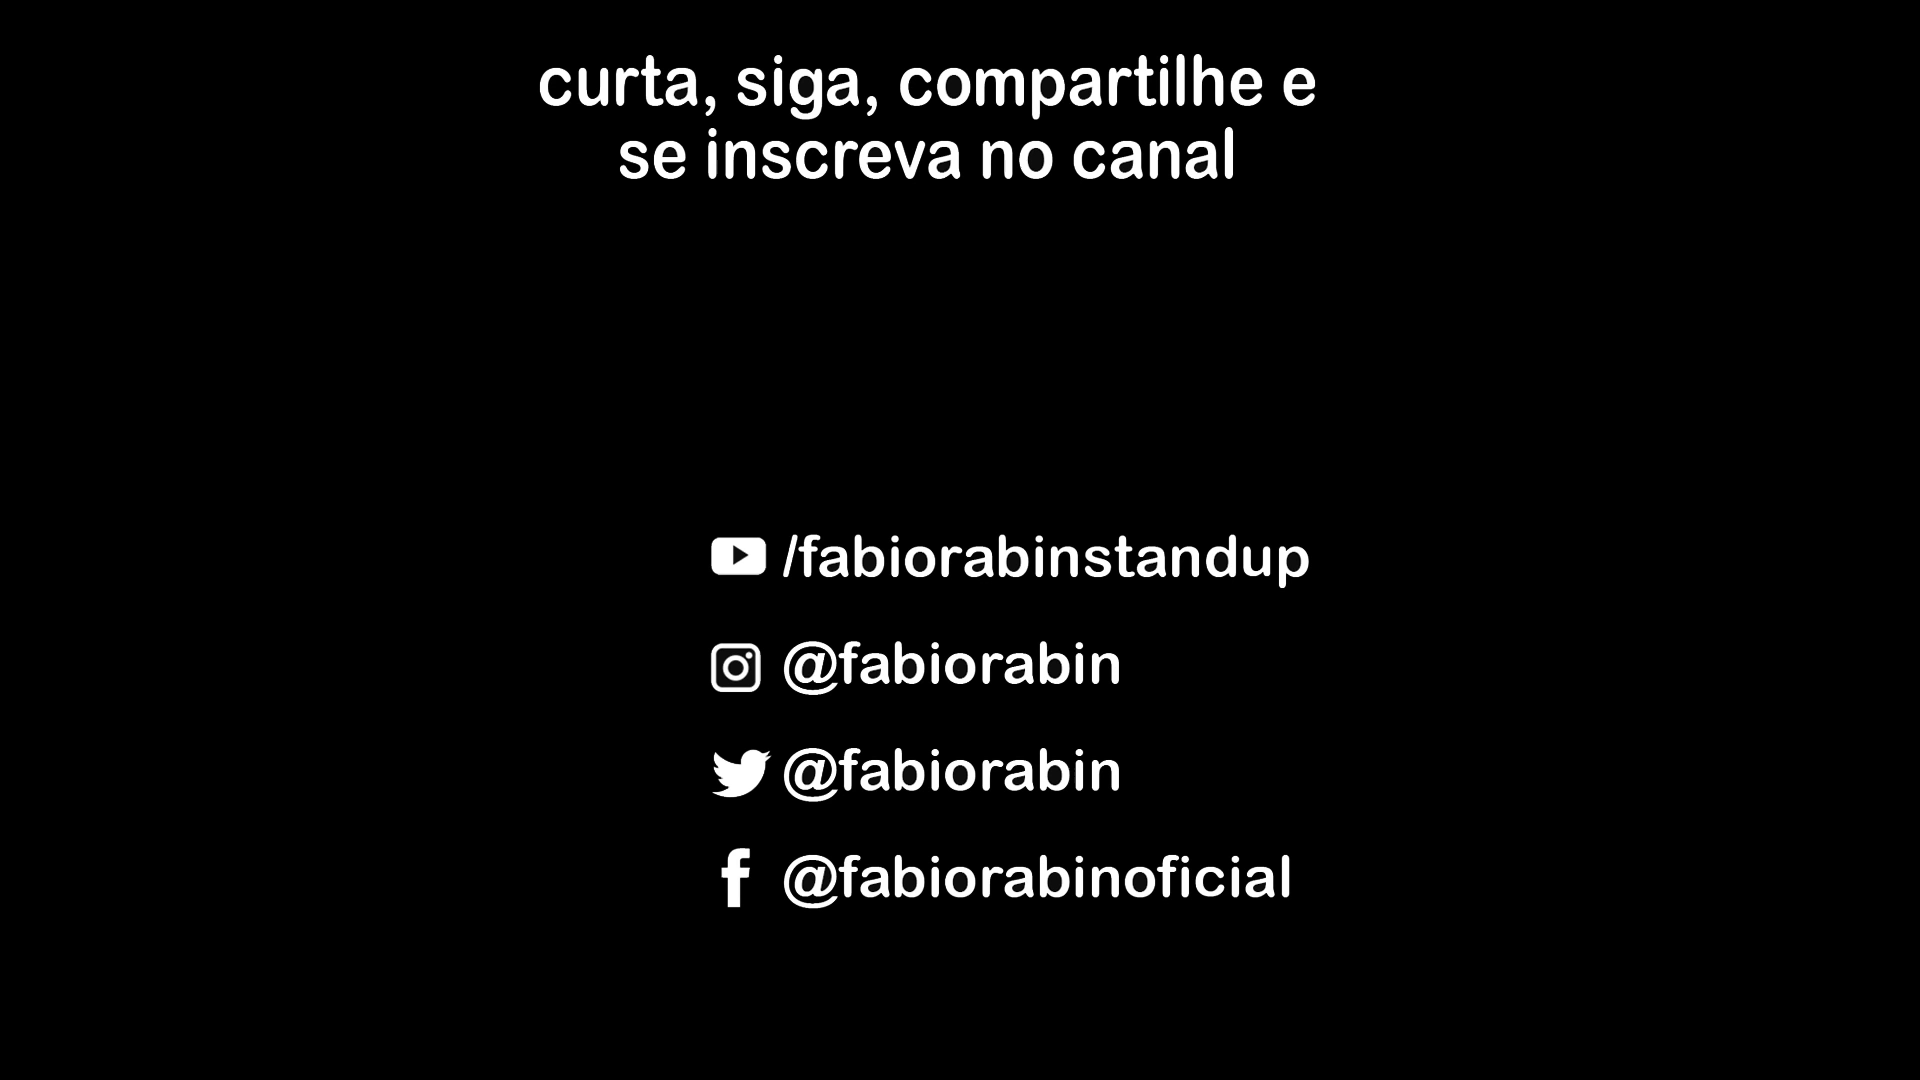 curta, siga, compartilhe e
se inscreva no canal
/fabiorabinstandup
@fabiorabin
@fabiorabin
@fabiorabinoficial